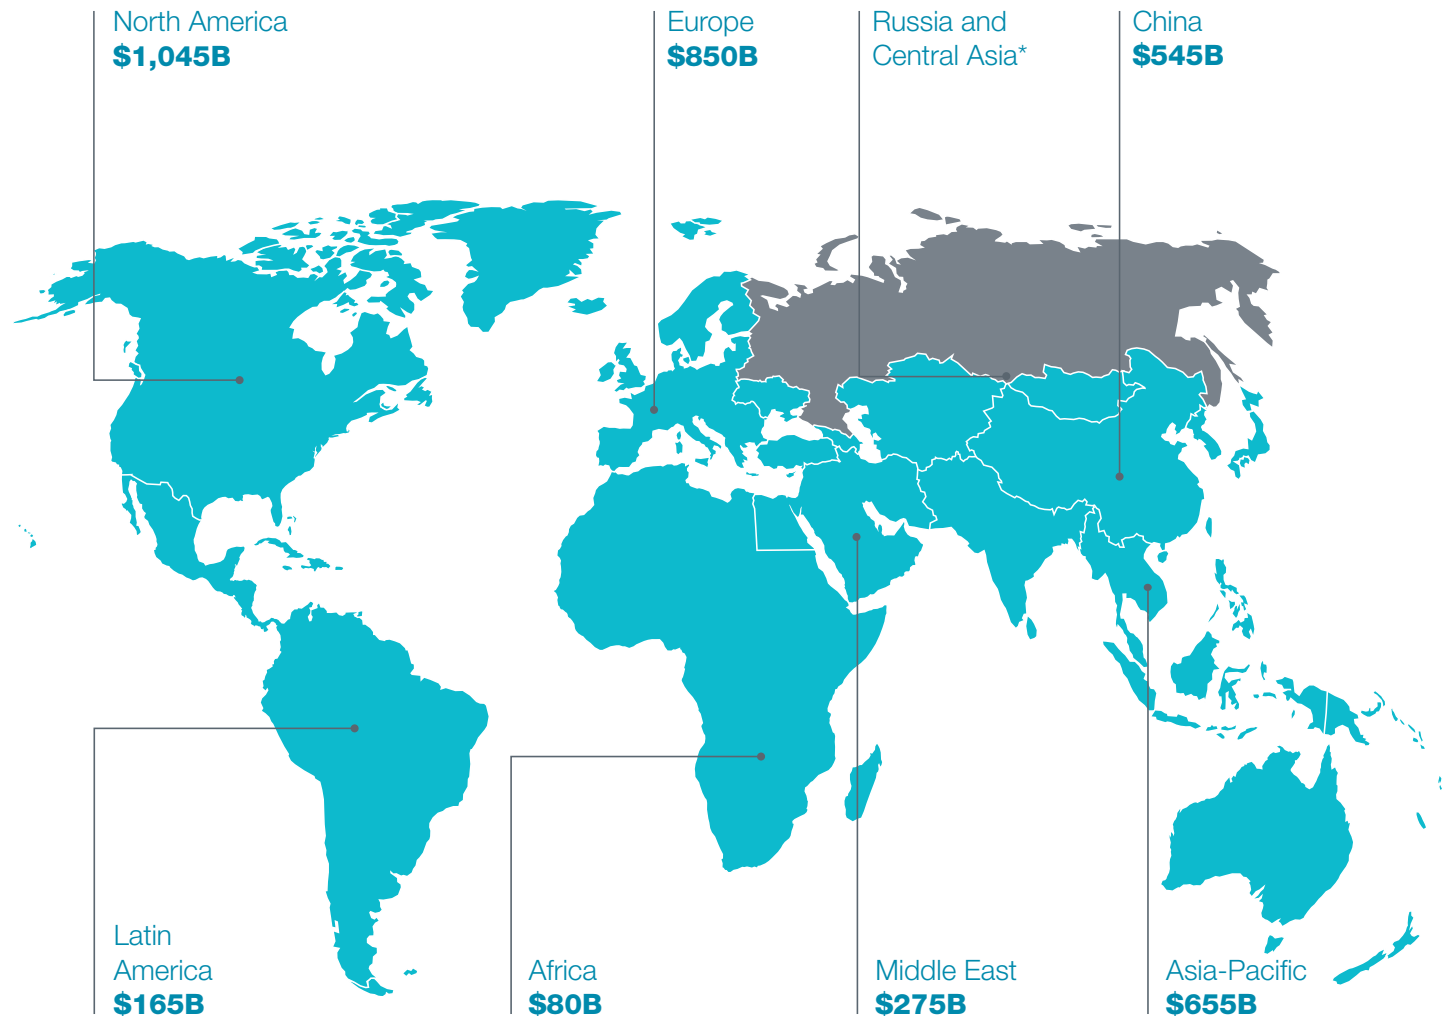 North America
$1,045B
Europe
$850B
Russia and
Central Asia*
China
$545B
Latin
America
$165B
Africa
$80B
Middle East
$275B
Asia-Pacific
$655B